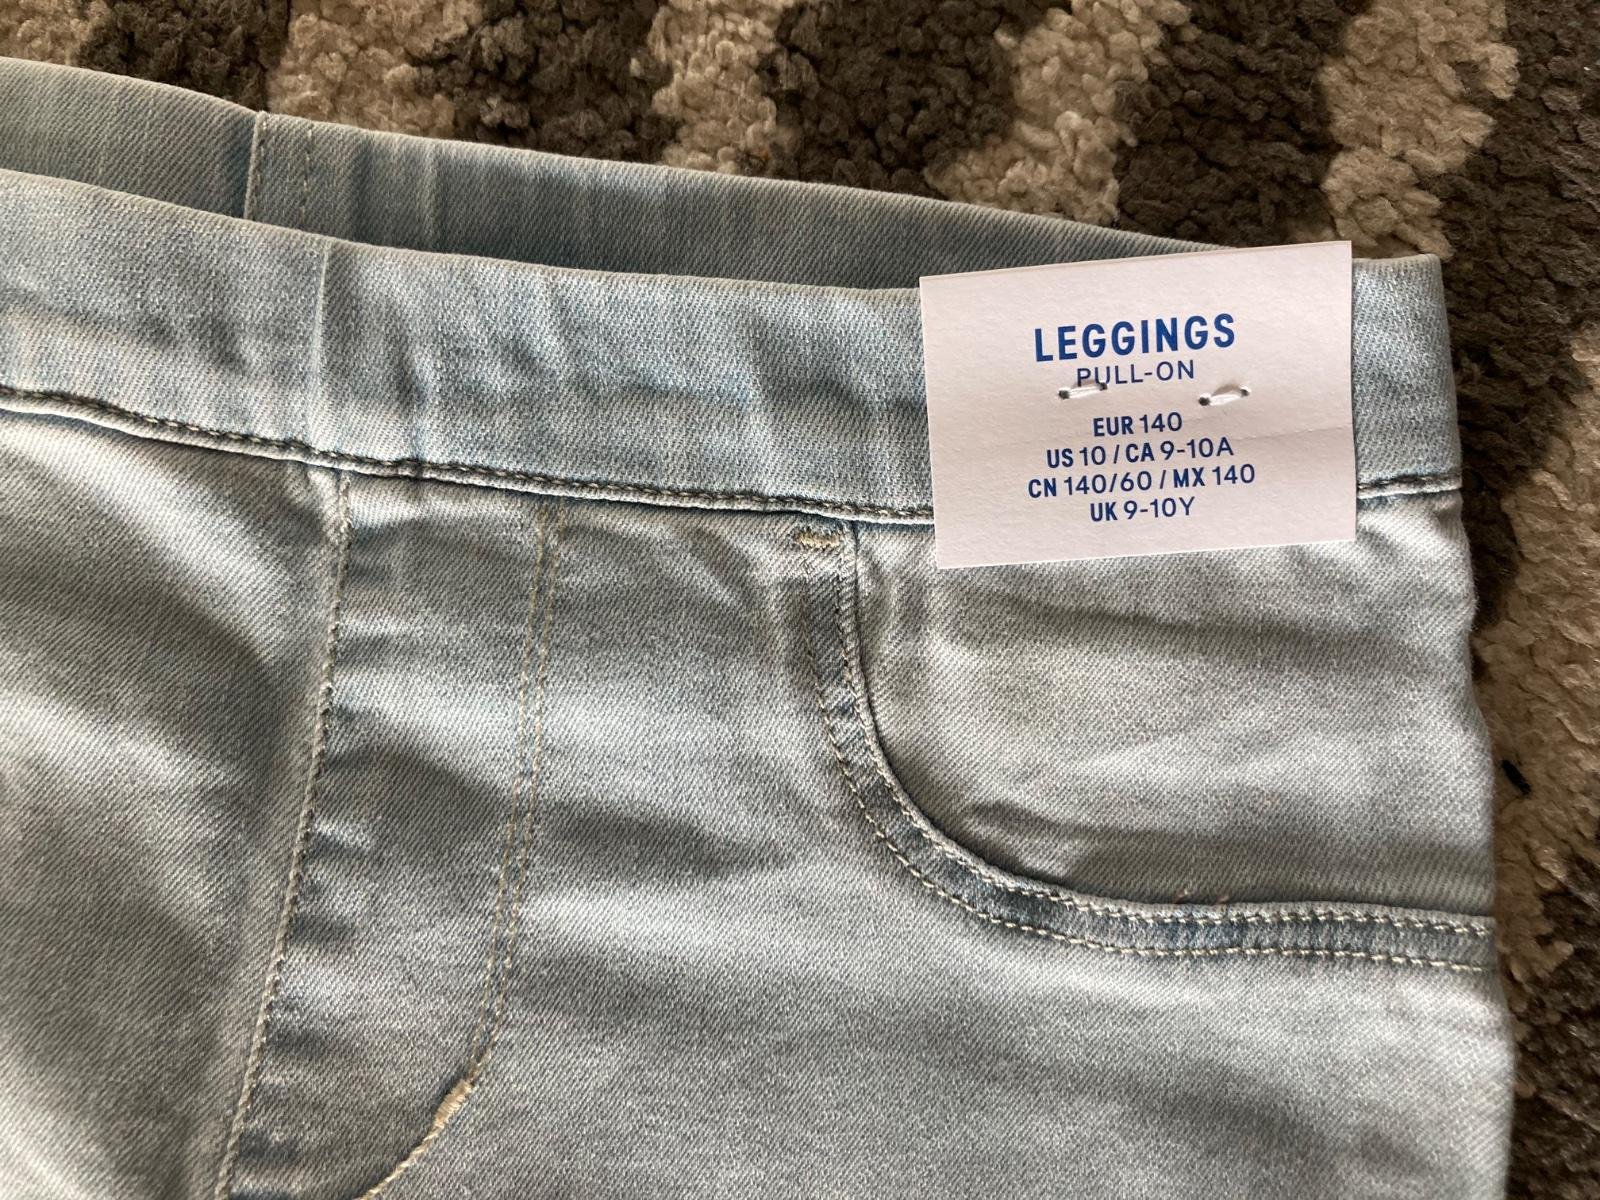 LEGGINGS
PULL-ON
EUR 140
US 10 / CA 9-10A
CN 140/60 / MX 140
UK 9-10Y